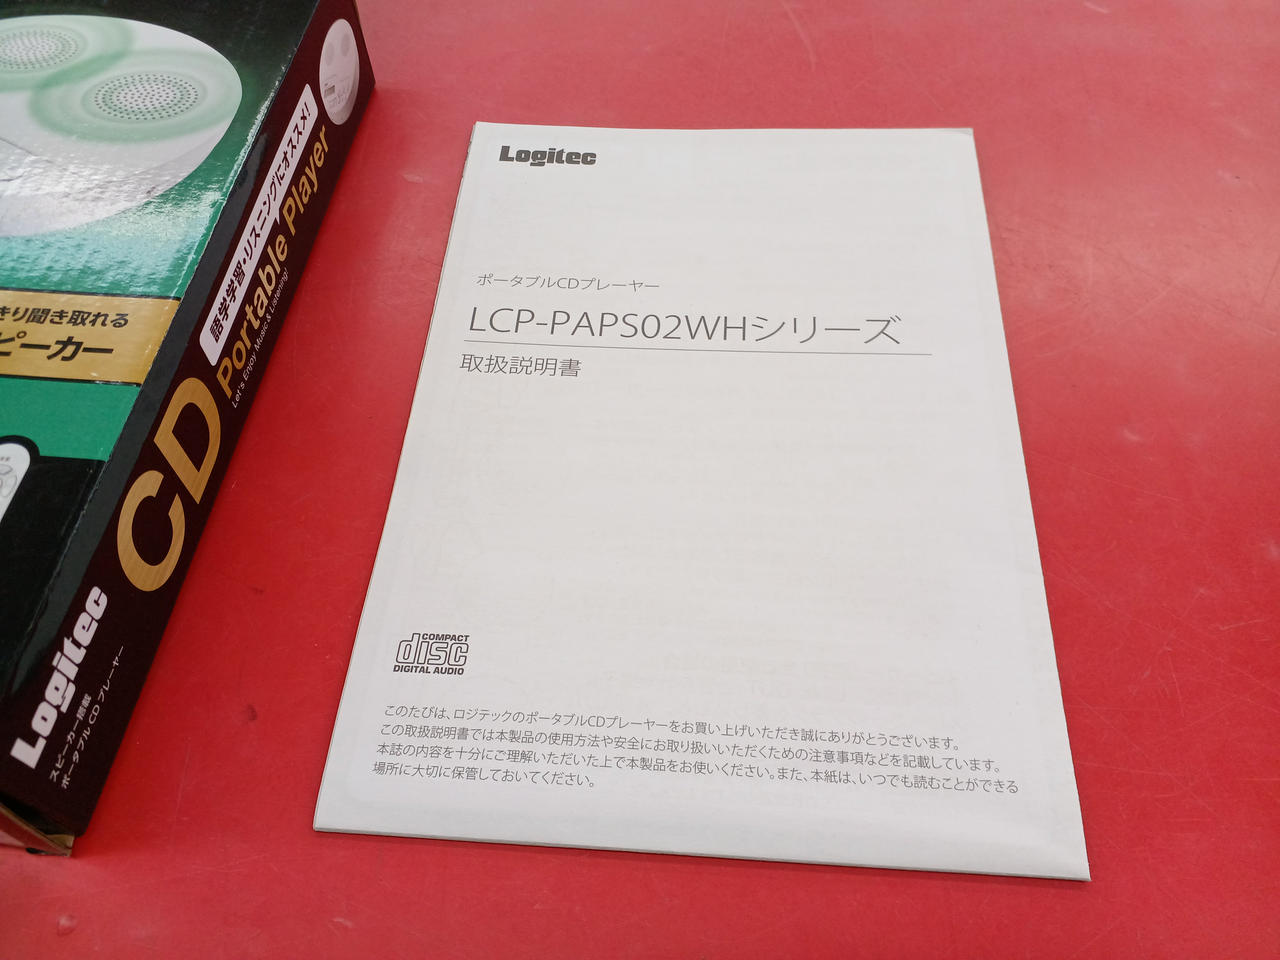 きり聞き取れる
ピーカー
語学学習・リスニングにオススメ!
CD Portable Player
Let's Enjoy Music & Listening!
Logitec
スピーカー搭載
ポータブル CD プレーヤー
Logitec
ポータブルCDプレーヤー
LCP-PAPS02WHシリーズ
取扱説明書
COMPACT
disc
DIGITAL AUDIO
このたびは、ロジテックのポータブルCDプレーヤーをお買い上げいただき誠にありがとうございます。
この取扱説明書では本製品の使用方法や安全にお取り扱いいただくための注意事項などを記載しています。
本誌の内容を十分にご理解いただいた上で本製品をお使いください。また、本紙は、いつでも読むことができる
場所に大切に保管しておいてください。